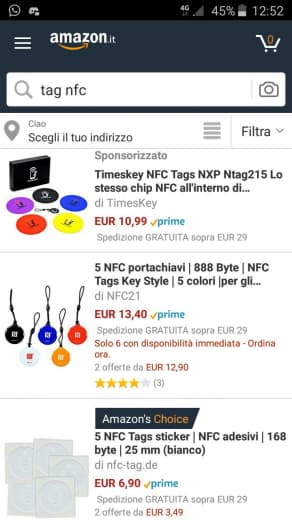 4G 45% 12:52
amazon.it 0
tag nfc
Ciao
Scegli il tuo indirizzo Filtra
Sponsorizzato
Timeskey NFC Tags NXP Ntag215 Lo
stesso chip NFC all'interno di...
di TimesKey
EUR 10,99 prime
Spedizione GRATUITA sopra EUR 29
5 NFC portachiavi | 888 Byte | NFC
Tags Key Style | 5 colori |per gli...
di NFC21
EUR 13,40 prime
Spedizione GRATUITA sopra EUR 29
Solo 6 con disponibilità immediata - Ordina
ora.
2 offerte da EUR 12,90
(3)
Amazon's Choice
5 NFC Tags sticker | NFC adesivi | 168
byte | 25 mm (bianco)
di nfc-tag.de
EUR 6,90 prime
Spedizione GRATUITA sopra EUR 29
2 offerte da EUR 3,49